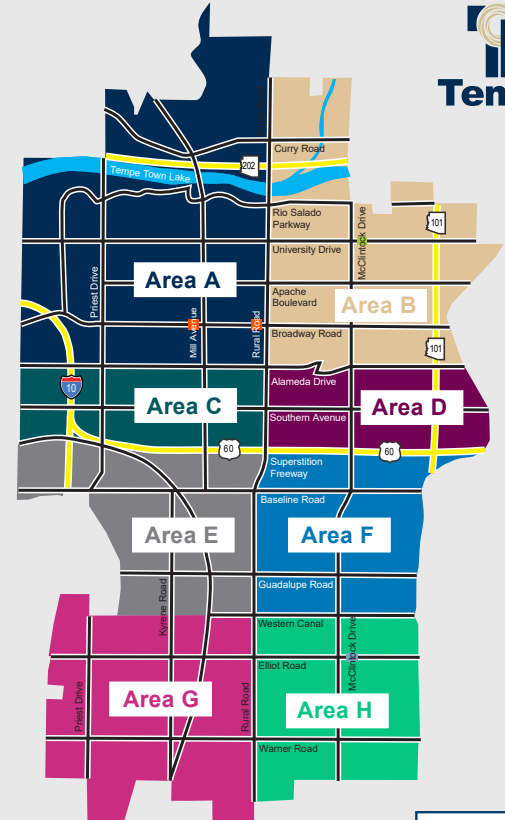 Tem
Curry Road
202
Tempe Town Lake
Rio Salado
Parkway
McClintock Drive
101
University Drive
Area A
Priest Drive
Apache
Boulevard
Area B
Mill Avenue
Rural Road
Broadway Road
101
Alameda Drive
10
Area C
Area D
Southern Avenue
60
60
Superstition
Freeway
Baseline Road
Area E
Area F
Guadalupe Road
Kyrene Road
Western Canal
McClintock Drive
Elliot Road
Priest Drive
Area G
Rural Road
Area H
Warner Road